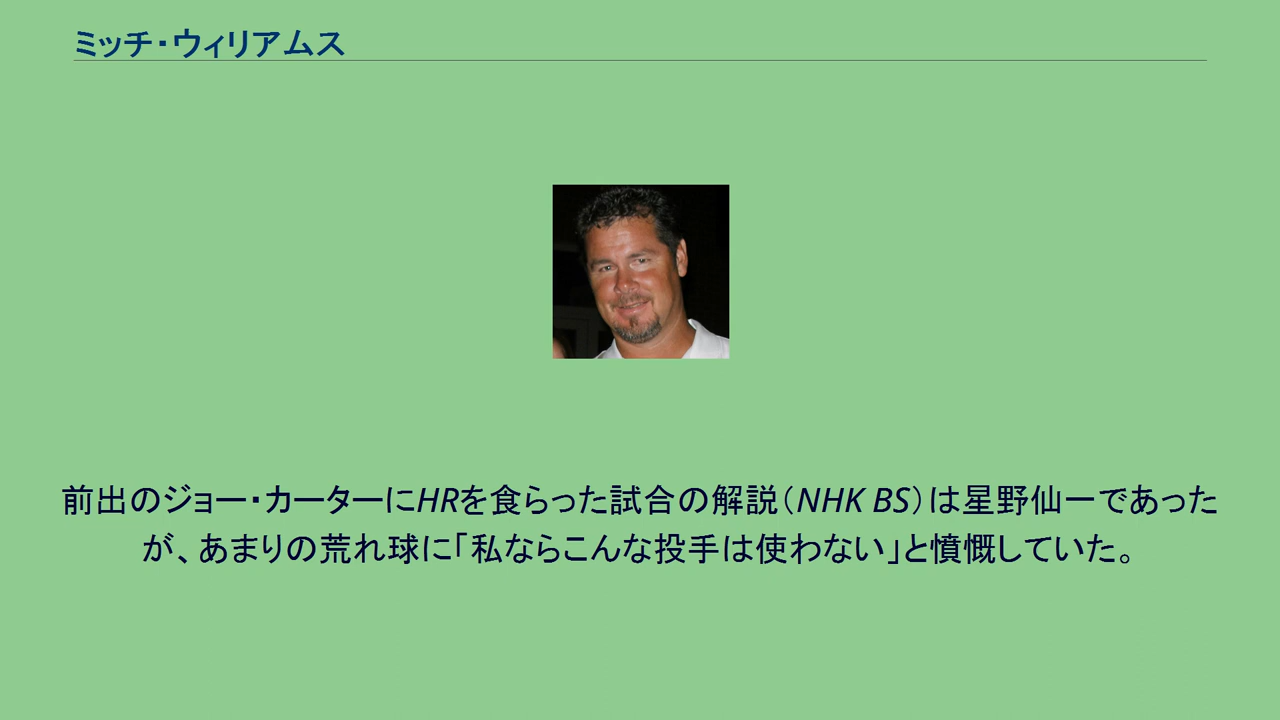 ミッチ・ウィリアムス
前出のジョー・カーターにHRを食らった試合の解説（NHK BS）は星野仙一であった
が、あまりの荒れ球に「私ならこんな投手は使わない」と憤慨していた。